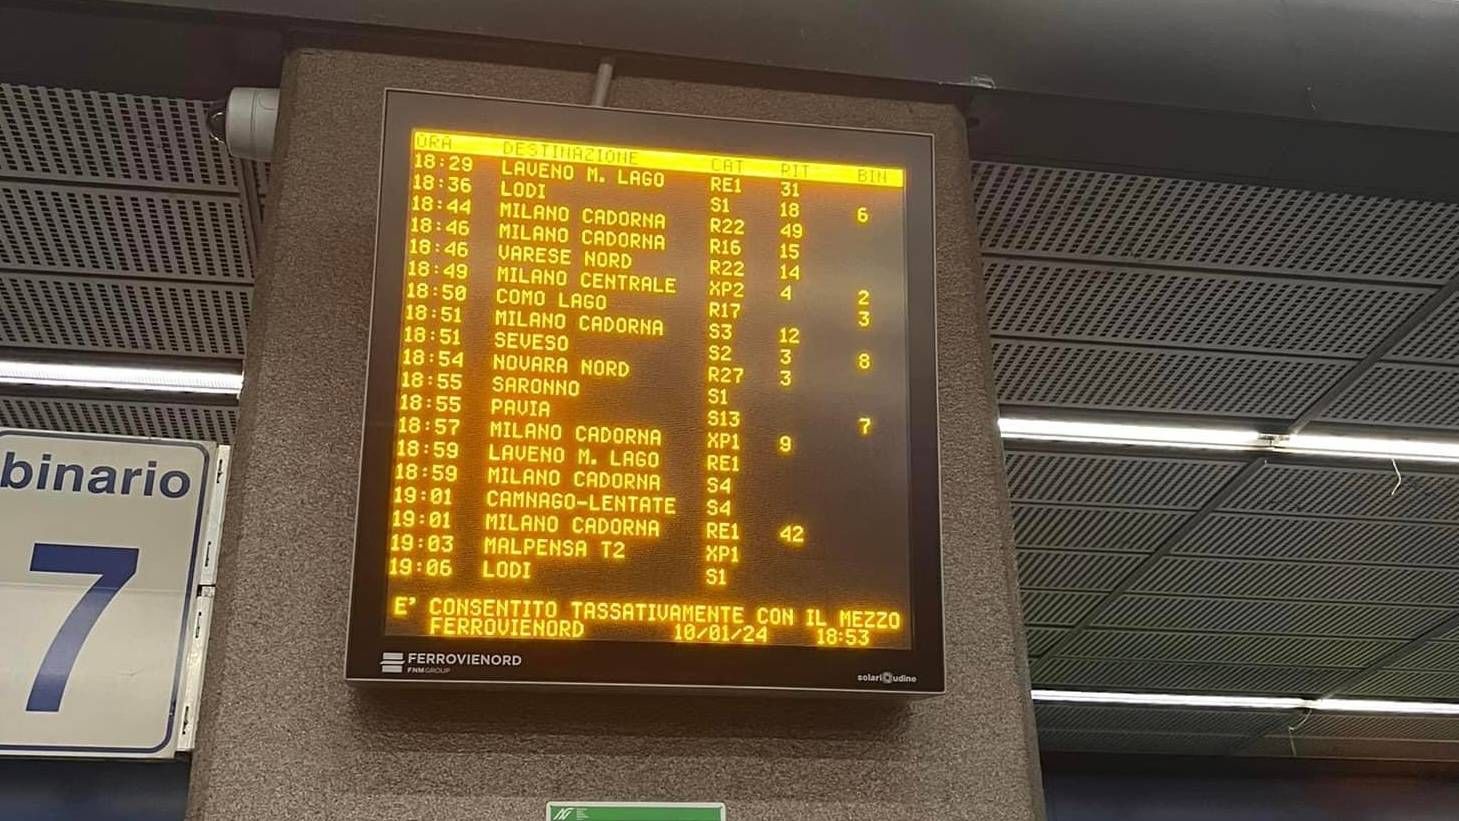 ORA DESTINAZIONE CAT RIT BIN
18:29 LAVENO M. LAGO RE1 31
18:36 LODI S1 18 6
18:44 MILANO CADORNA R22 49
18:46 MILANO CADORNA R16 15
18:46 VARESE NORD R22 14
18:49 MILANO CENTRALE XP2 4 2
18:50 COMO LAGO R17 3
18:51 MILANO CADORNA S3 12
18:51 SEVESO S2 3 8
18:54 NOVARA NORD R27 3
18:55 SARONNO S1
18:55 PAVIA S13 7
18:57 MILANO CADORNA XP1 9
18:59 LAVENO M. LAGO RE1
18:59 MILANO CADORNA S4
19:01 CAMNAGO-LENTATE S4
19:01 MILANO CADORNA RE1 42
19:03 MALPENSA T2 XP1
19:06 LODI S1
E' CONSENTITO TASSATIVAMENTE CON IL MEZZO
FERROVIENORD 10/01/24 18:53
FERROVIENORD
FNMGROUP
solari udine
binario
7